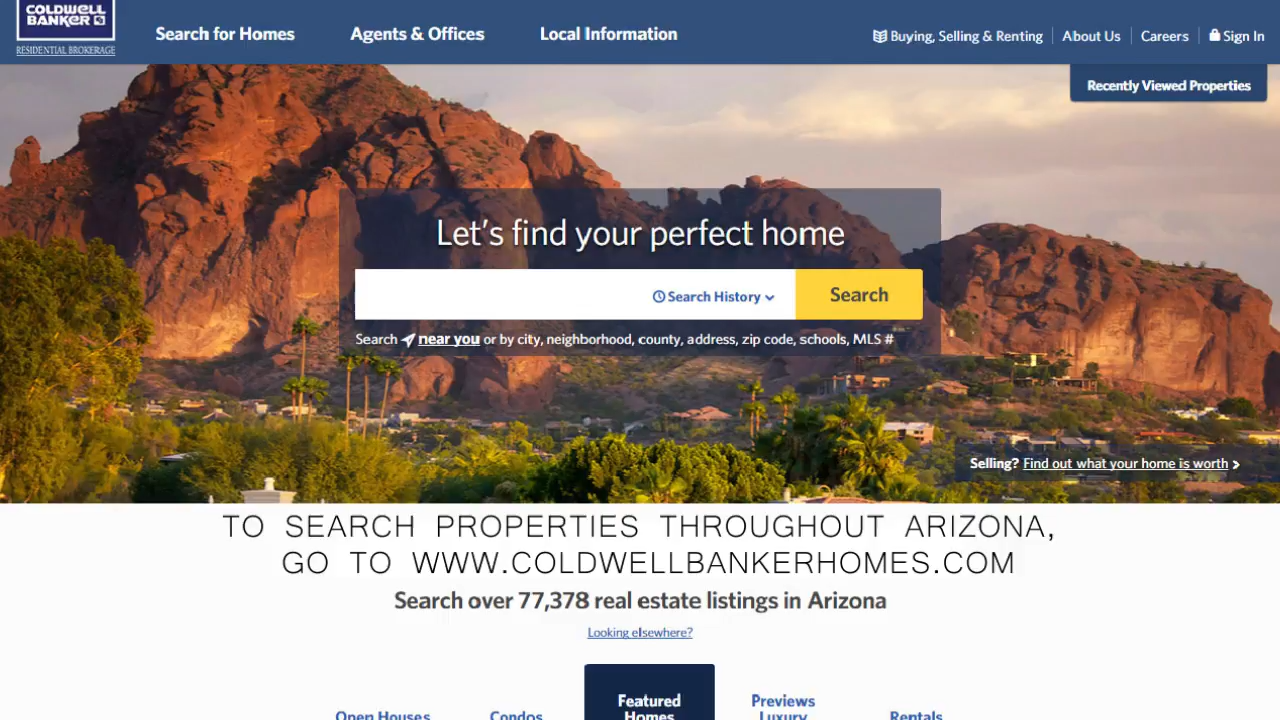 COLDWELL
BANKER
RESIDENTIAL BROKERAGE
Search for Homes
Agents & Offices
Local Information
Buying, Selling & Renting
About Us
Careers
Sign In
Recently Viewed Properties
Let's find your perfect home
Search History
Search
Search near you or by city, neighborhood, county, address, zip code, schools, MLS #
Selling? Find out what your home is worth
TO SEARCH PROPERTIES THROUGHOUT ARIZONA,
GO TO WWW.COLDWELLBANKERHOMES.COM
Search over 77,378 real estate listings in Arizona
Looking elsewhere?
Open Houses
Condos
Featured
Homes
Previews
Luxury
Rentals